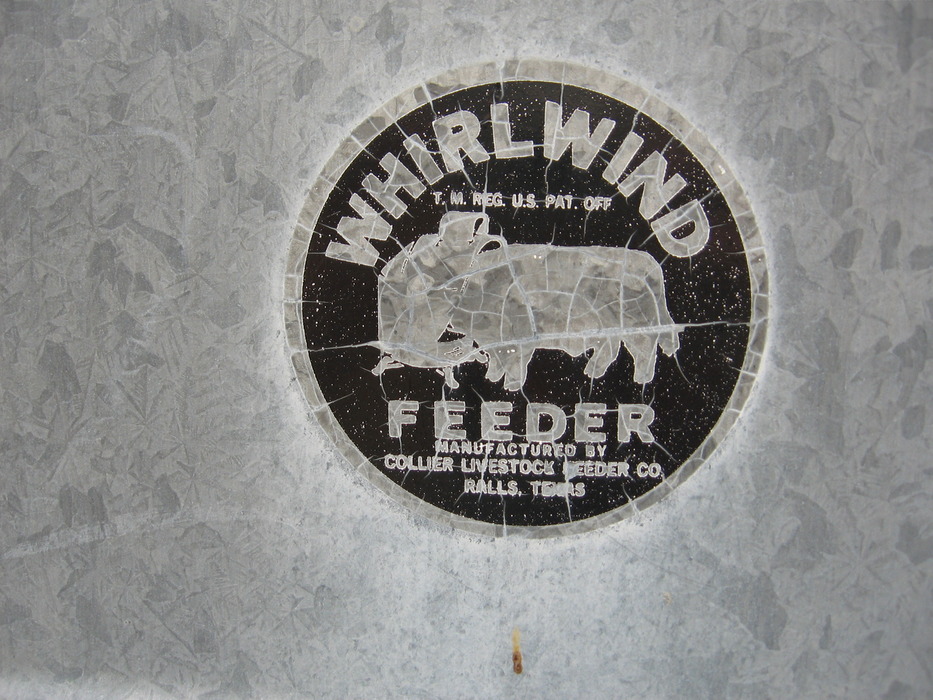 WHIRLWIND
T. M. REG. U.S. PAT. OFF
FEEDER
MANUFACTURED BY
COLLIER LIVESTOCK FEEDER CO.
RALLS, TEXAS